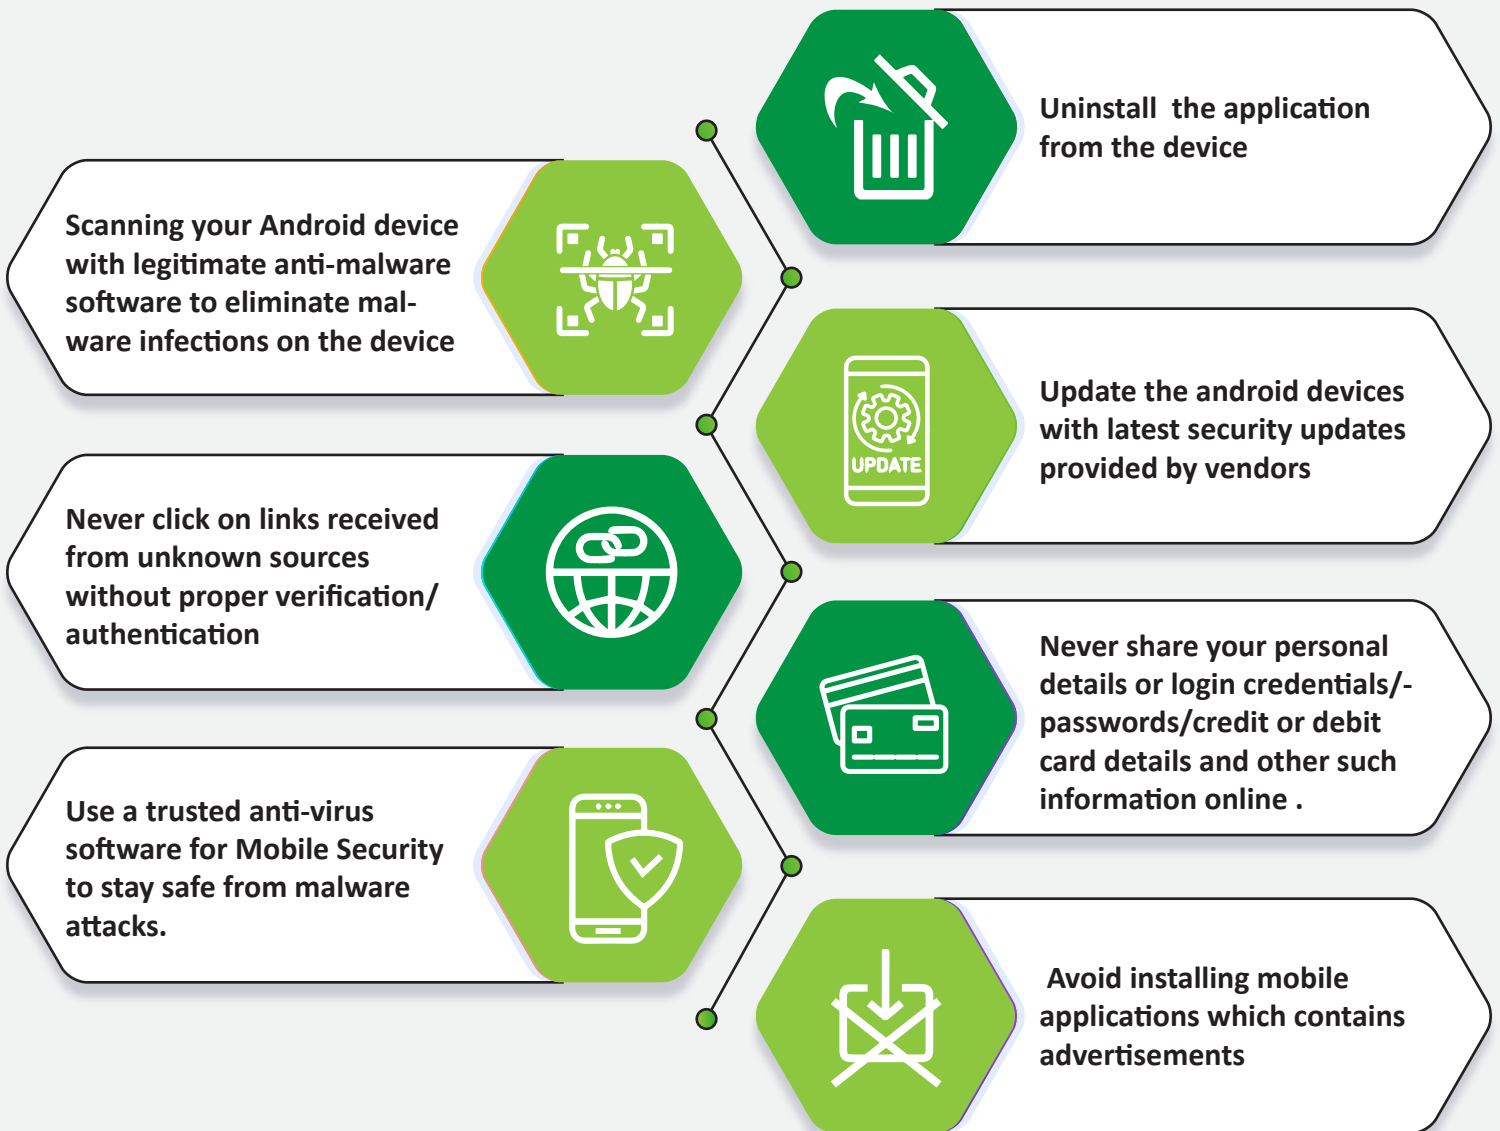 Uninstall  the application
from the device
Scanning your Android device
with legitimate anti-malware
software to eliminate mal-
ware infections on the device
Update the android devices
with latest security updates
provided by vendors
UPDATE
Never click on links received
from unknown sources
without proper verification/
authentication
Never share your personal
details or login credentials/-
passwords/credit or debit
card details and other such
information online .
Use a trusted anti-virus
software for Mobile Security
to stay safe from malware
attacks.
Avoid installing mobile
applications which contains
advertisements